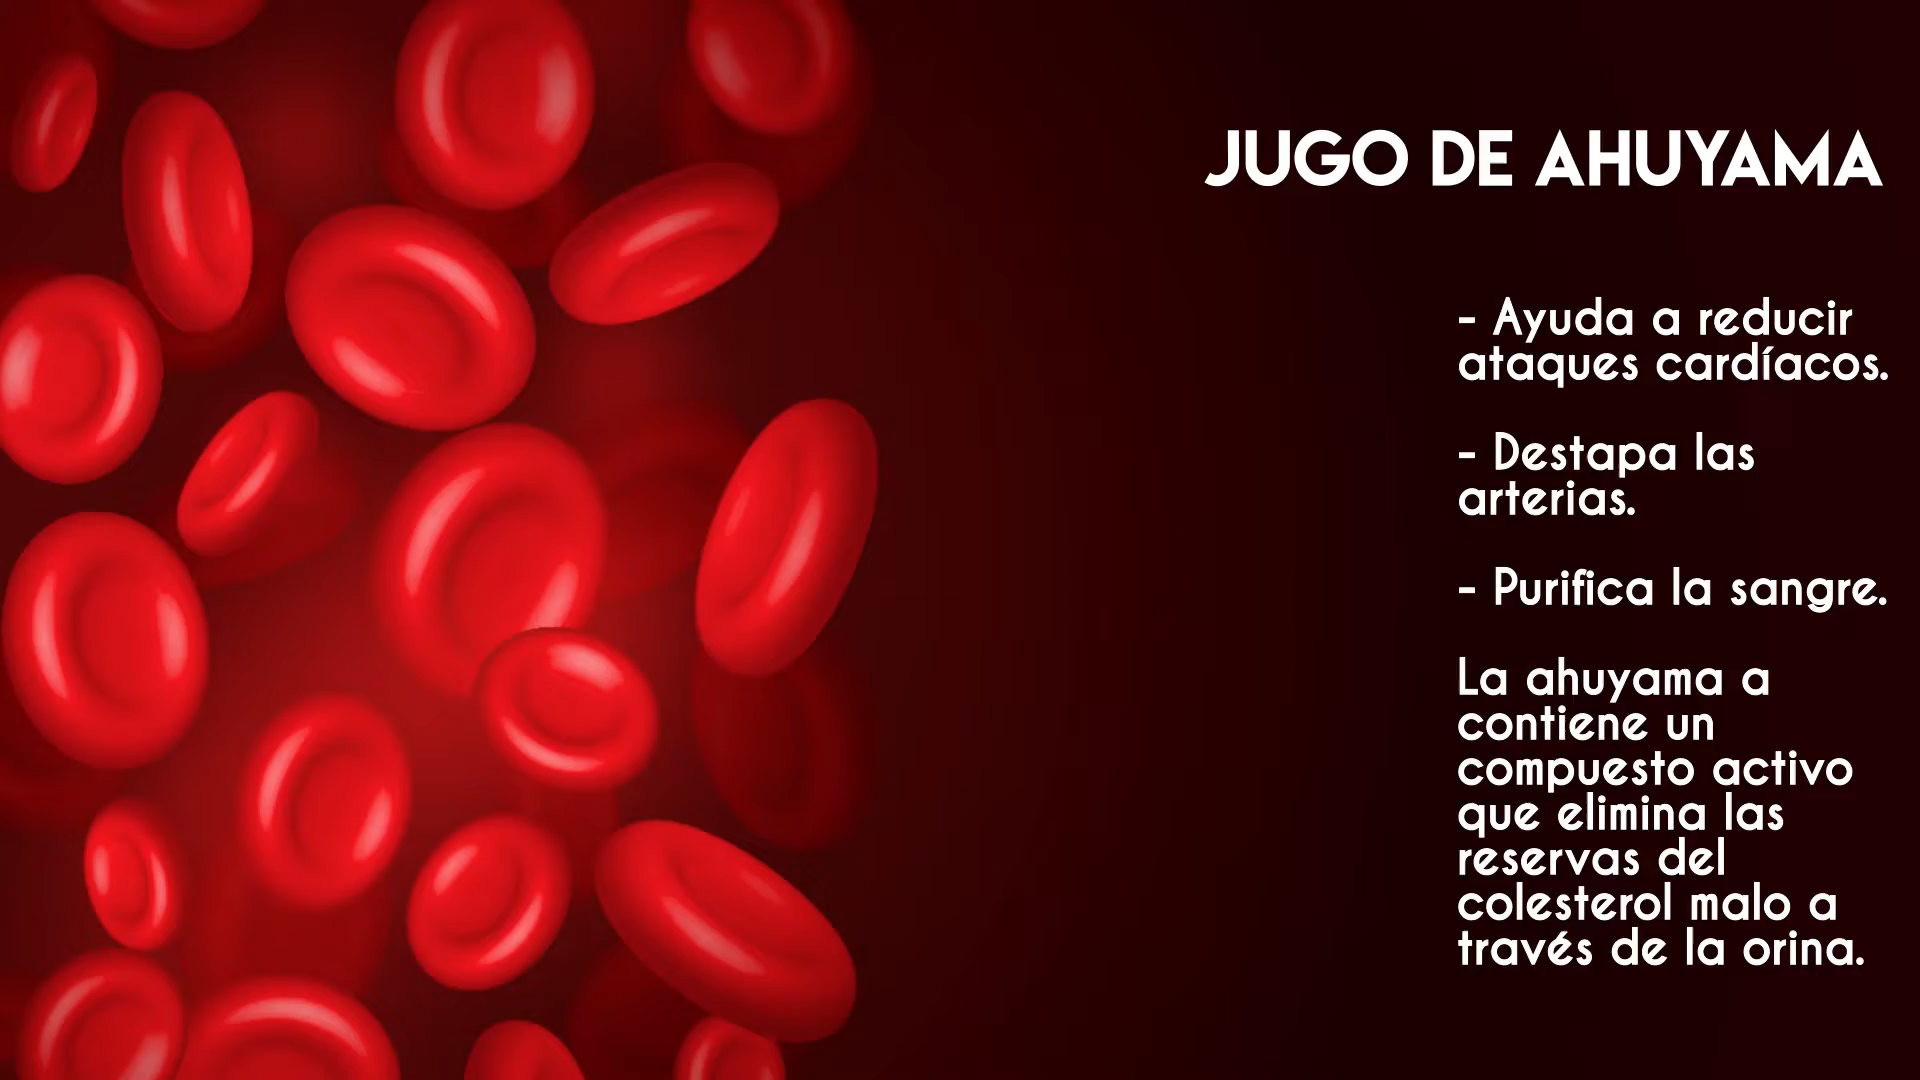 JUGO DE AHUYAMA
- Ayuda a reducir
ataques cardíacos.
- Destapa las
arterias.
- Purifica la sangre.
La ahuyama a
contiene un
compuesto activo
que elimina las
reservas del
colesterol malo a
través de la orina.